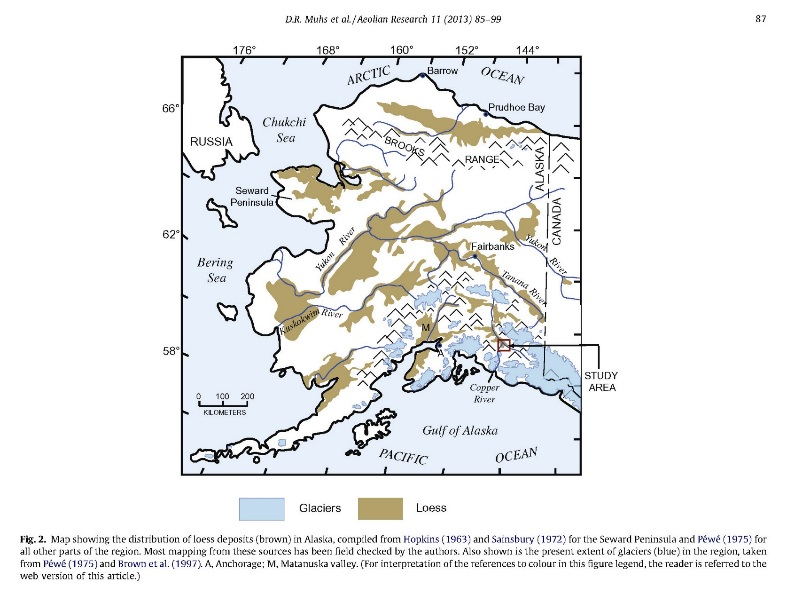 D.R. Muhs et al. / Aeolian Research 11 (2013) 85–99
87
176° 168° 160° 152° 144°
ARCTIC OCEAN
Barrow
66°
Prudhoe Bay
Chukchi
Sea
RUSSIA
BROOKS
RANGE
ALASKA
Seward
Peninsula
CANADA
62°
Yukon River
Fairbanks
Yukon River
Bering
Sea
Tanana River
Kuskokwim River
M
58°
A
STUDY
AREA
0 100 200
KILOMETERS
Copper
River
Gulf of Alaska
PACIFIC OCEAN
Glaciers
Loess
Fig. 2. Map showing the distribution of loess deposits (brown) in Alaska, compiled from Hopkins (1963) and Sainsbury (1972) for the Seward Peninsula and Péwé (1975) for
all other parts of the region. Most mapping from these sources has been field checked by the authors. Also shown is the present extent of glaciers (blue) in the region, taken
from Péwé (1975) and Brown et al. (1997). A, Anchorage; M, Matanuska valley. (For interpretation of the references to colour in this figure legend, the reader is referred to the
web version of this article.)